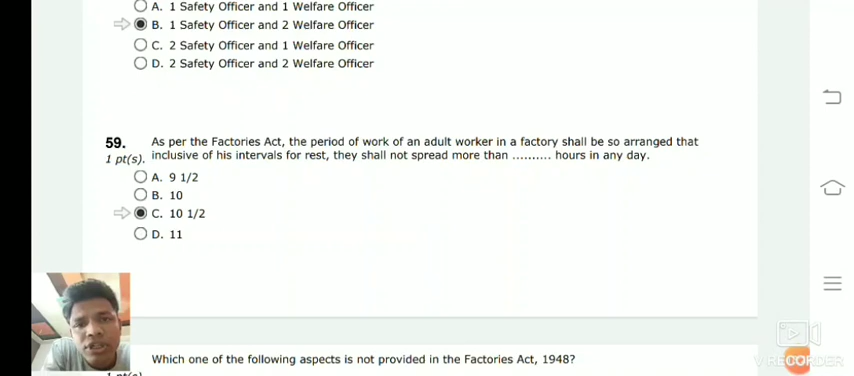 A. 1 Safety Officer and 1 Welfare Officer
B. 1 Safety Officer and 2 Welfare Officer
C. 2 Safety Officer and 1 Welfare Officer
D. 2 Safety Officer and 2 Welfare Officer
59. As per the Factories Act, the period of work of an adult worker in a factory shall be so arranged that
1 pt(s). inclusive of his intervals for rest, they shall not spread more than .......... hours in any day.
A. 9 1/2
B. 10
C. 10 1/2
D. 11
Which one of the following aspects is not provided in the Factories Act, 1948?
1 pt(s)
V RECORDER